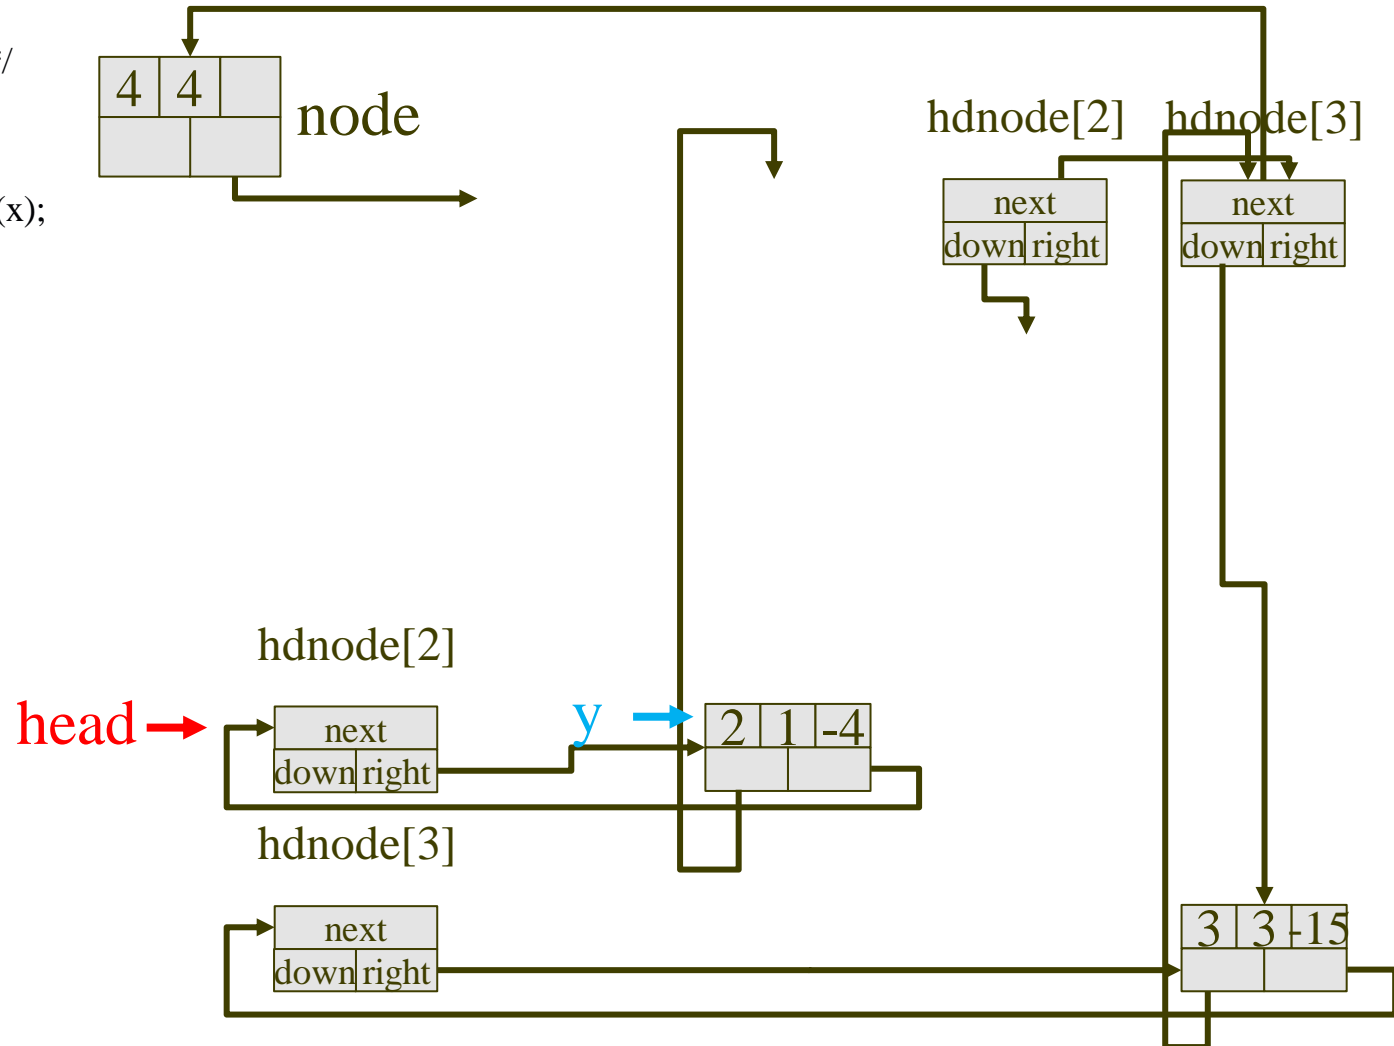 */
4 4
node
(x);
hdnode[2] hdnode[3]
next next
down right down right
hdnode[2]
head
next
down right
y
2 1 -4
hdnode[3]
next
down right
3 3 -15